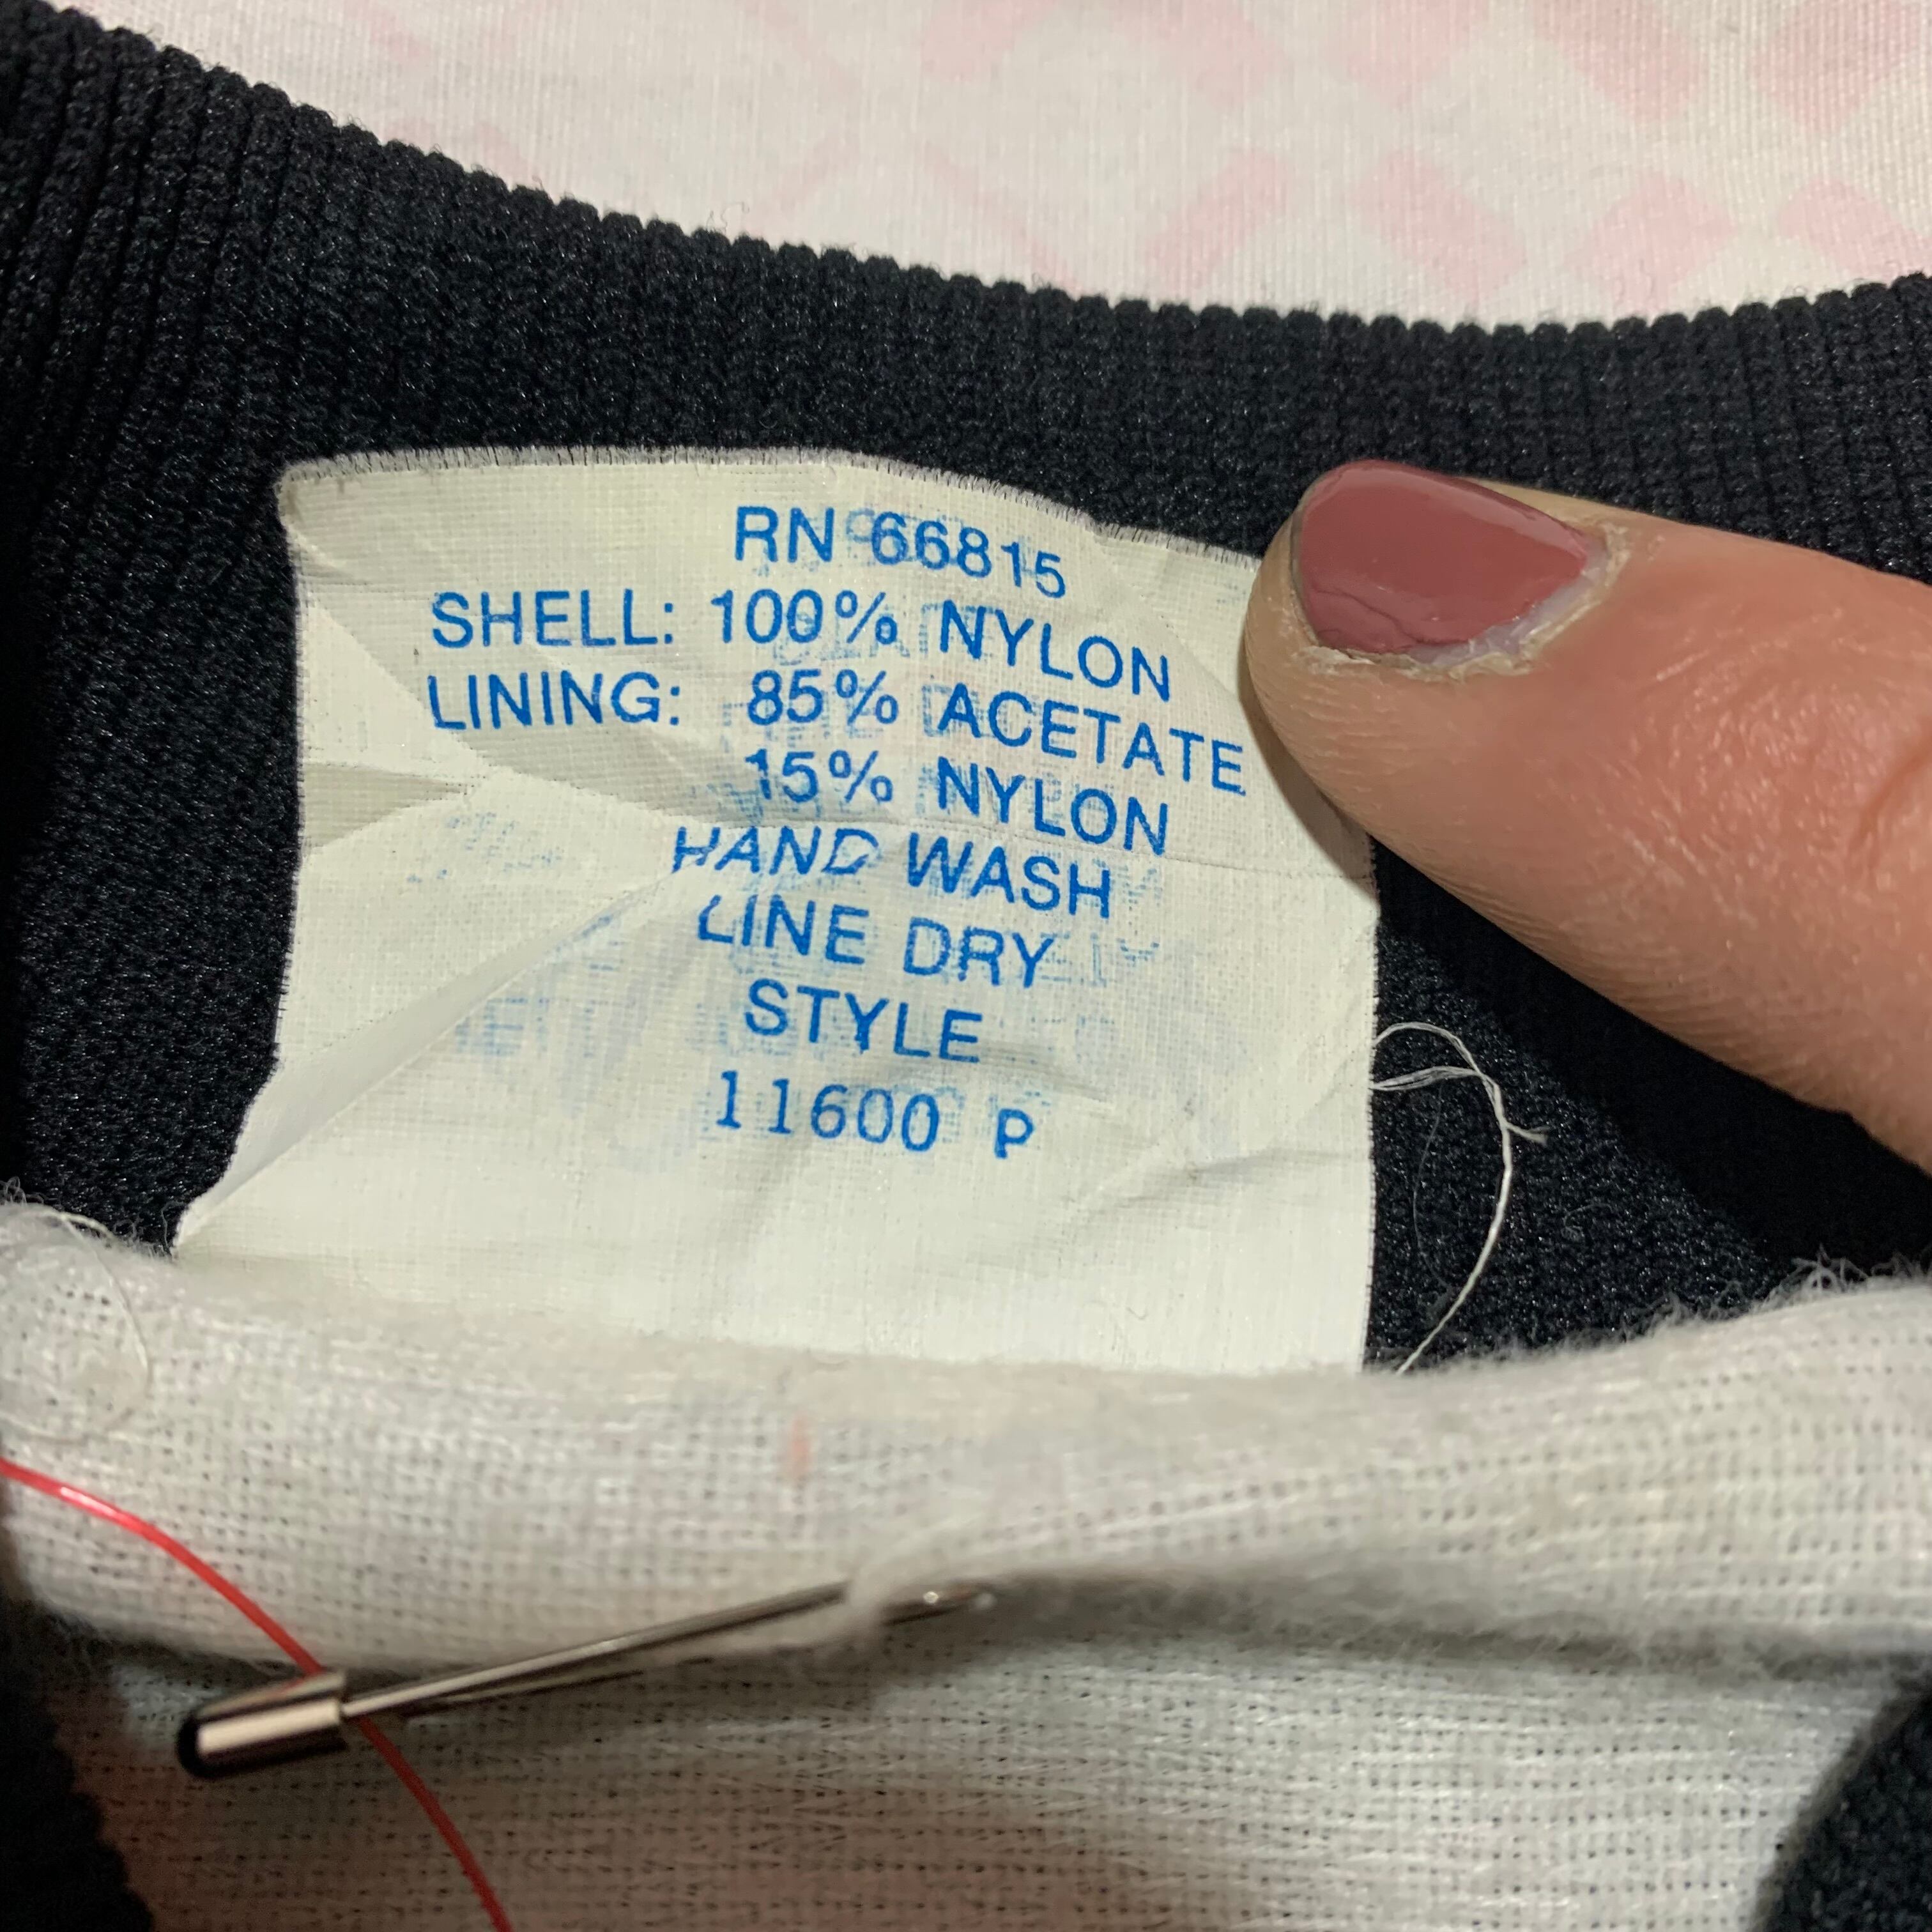 RN 66815
SHELL: 100% NYLON
LINING: 85% ACETATE
15% NYLON
HAND WASH
LINE DRY
STYLE
11600 P